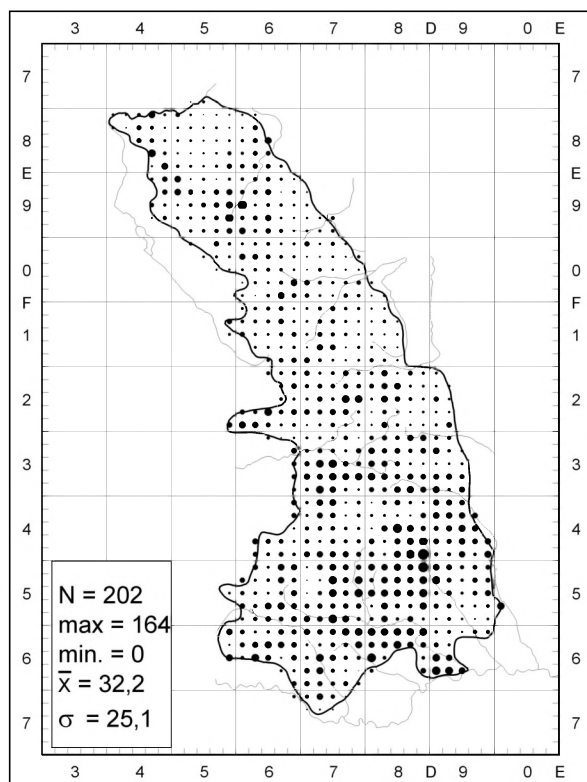 3 4 5 6 7 8 D 9 0 E
7 7
8 8
E E
9 9
0 0
F F
1 1
2 2
3 3
4 4
5 5
6 6
7 7
N = 202
max = 164
min. = 0
x̅ = 32,2
σ = 25,1
3 4 5 6 7 8 D 9 0 E